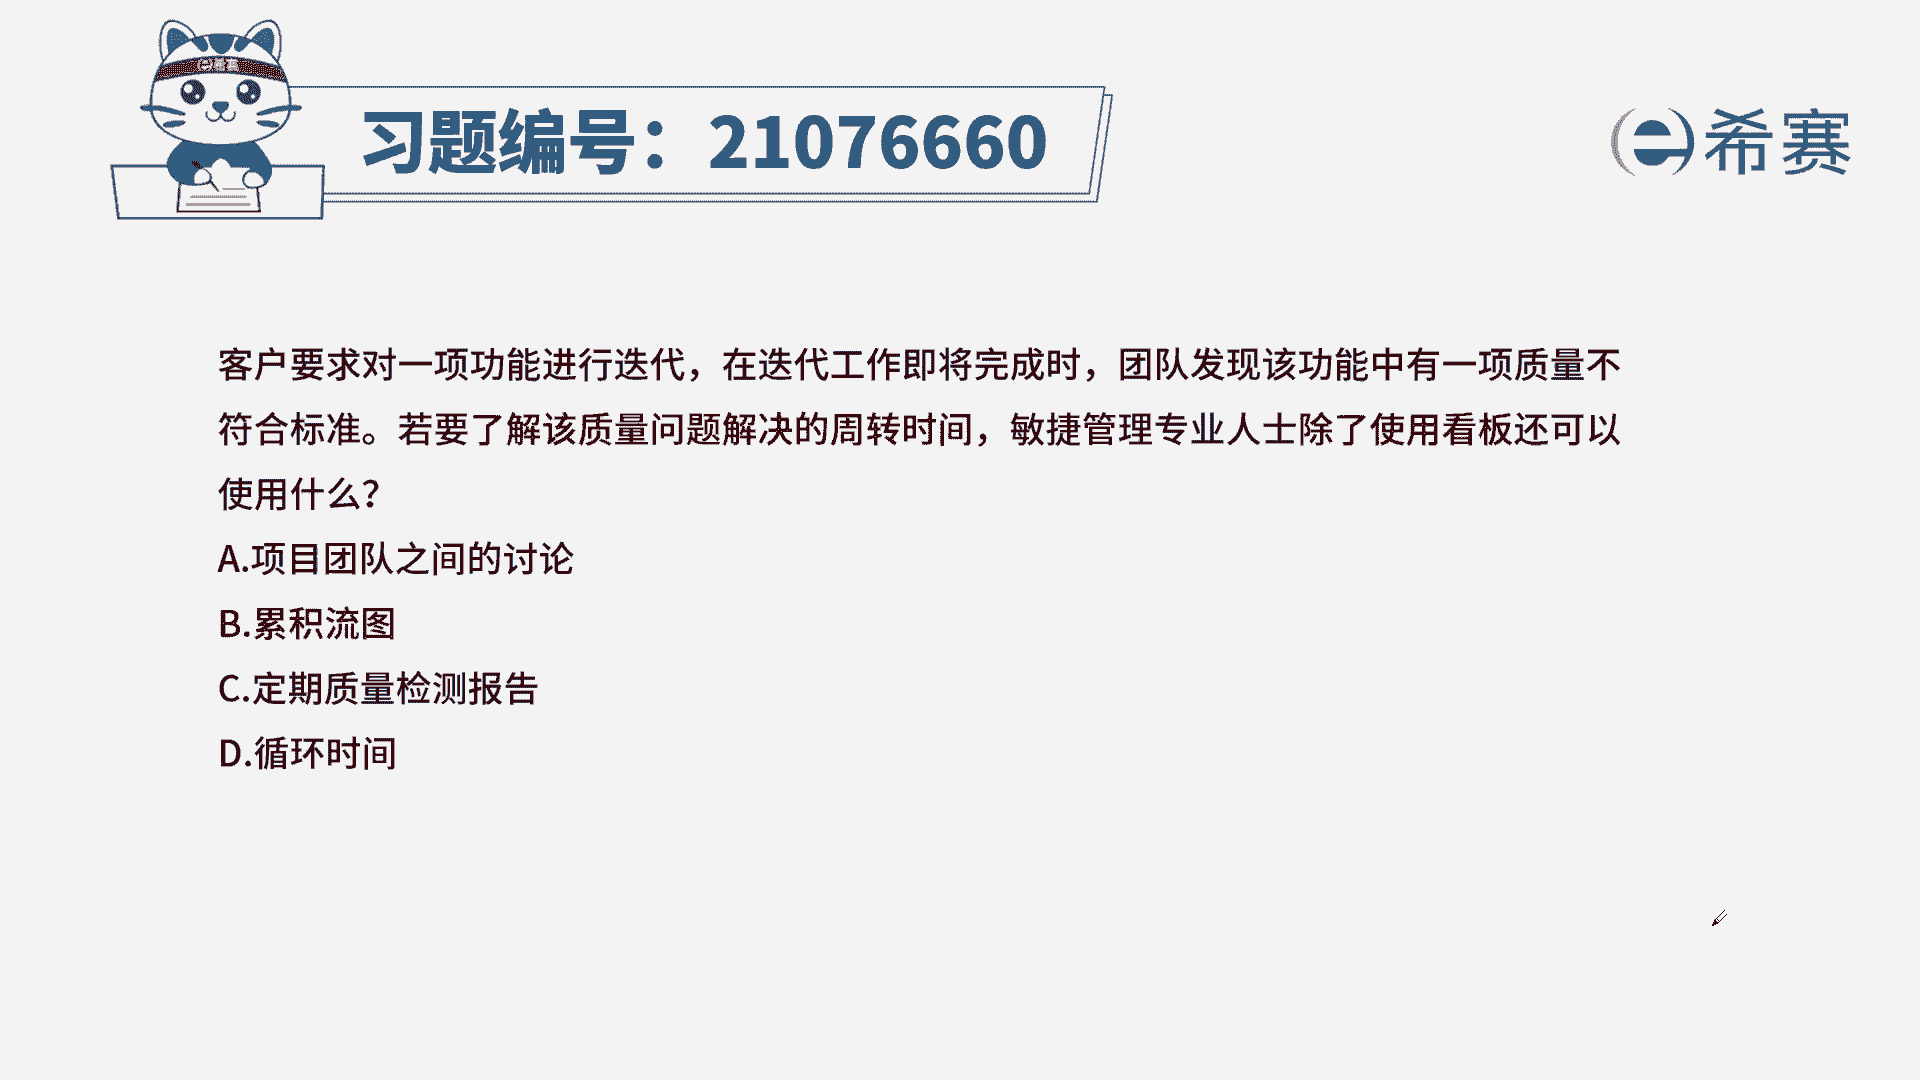 希赛
习题编号：21076660
希赛
客户要求对一项功能进行迭代，在迭代工作即将完成时，团队发现该功能中有一项质量不
符合标准。若要了解该质量问题解决的周转时间，敏捷管理专业人士除了使用看板还可以
使用什么？
A.项目团队之间的讨论
B.累积流图
C.定期质量检测报告
D.循环时间